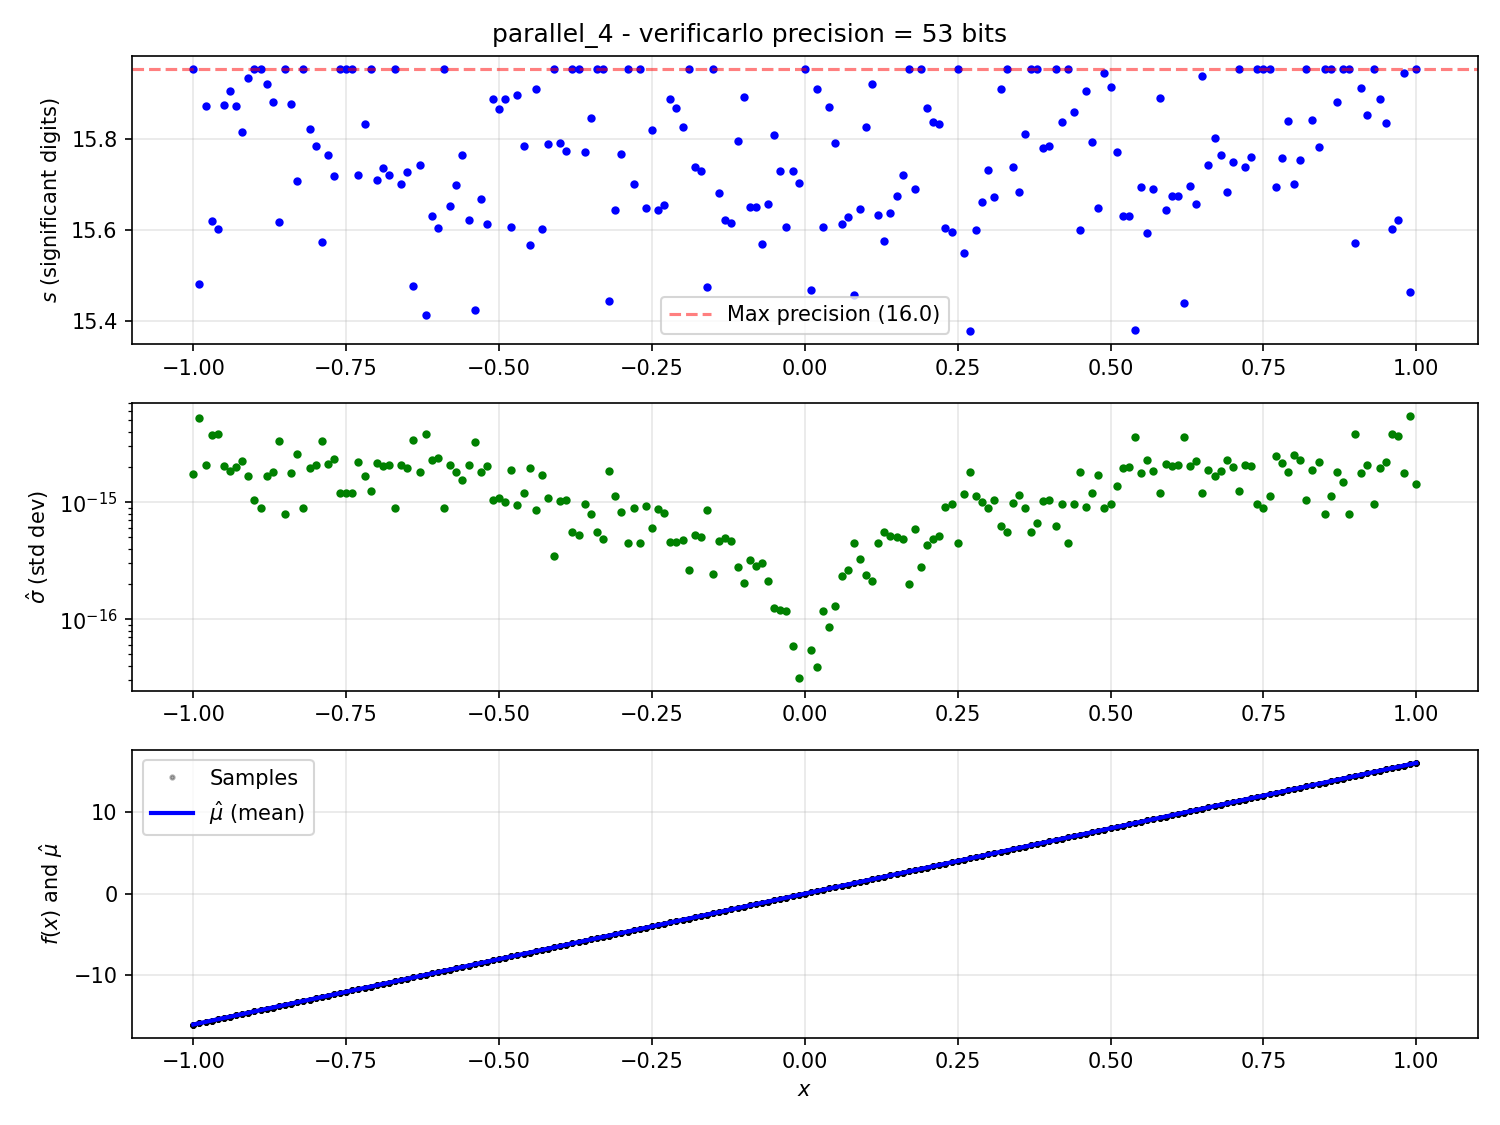 parallel_4 - verificarlo precision = 53 bits
s (significant digits)
15.8
15.6
15.4
Max precision (16.0)
−1.00 −0.75 −0.50 −0.25 0.00 0.25 0.50 0.75 1.00
σ̂ (std dev)
10⁻¹⁵
10⁻¹⁶
−1.00 −0.75 −0.50 −0.25 0.00 0.25 0.50 0.75 1.00
f(x) and μ̂
Samples
μ̂ (mean)
10
0
−10
−1.00 −0.75 −0.50 −0.25 0.00 0.25 0.50 0.75 1.00
x